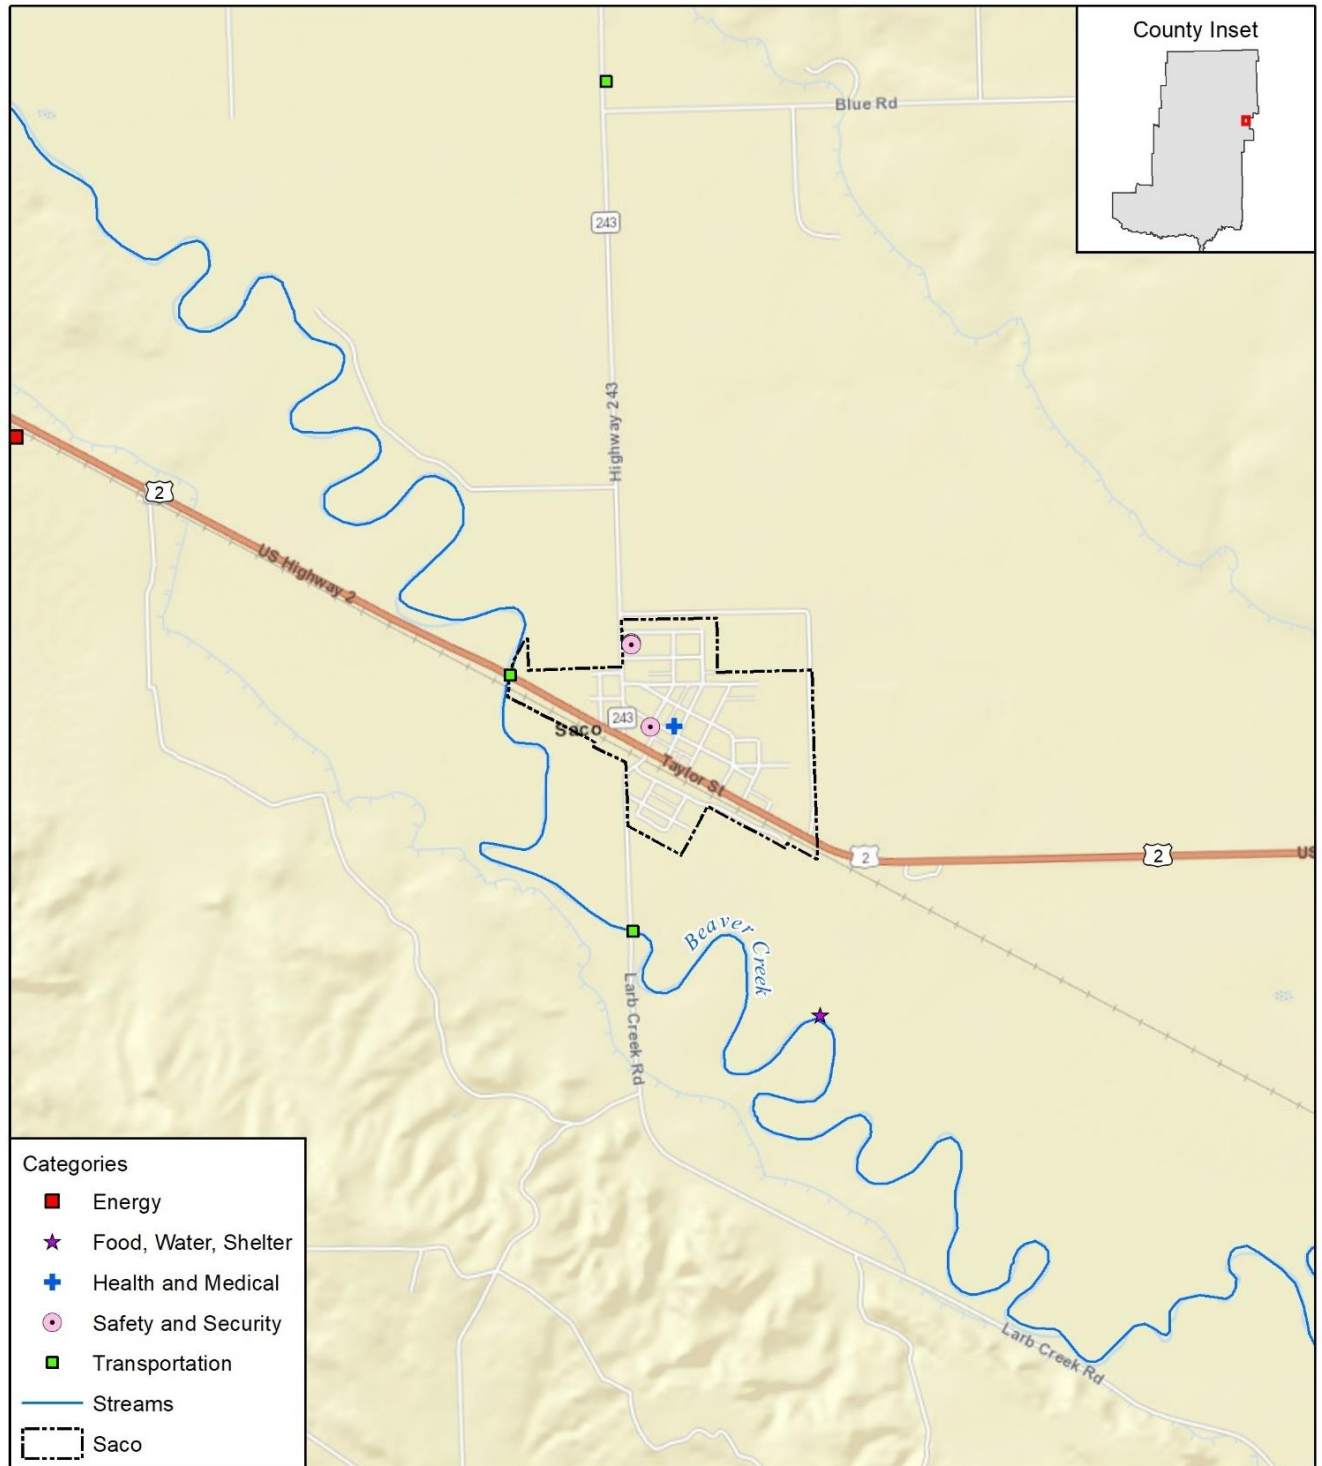 County Inset
Blue Rd
243
Highway 243
2
US Highway 2
243
Saco
Taylor St
2
2
US
Beaver Creek
Larb Creek Rd
Larb Creek Rd
Categories
Energy
Food, Water, Shelter
Health and Medical
Safety and Security
Transportation
Streams
Saco